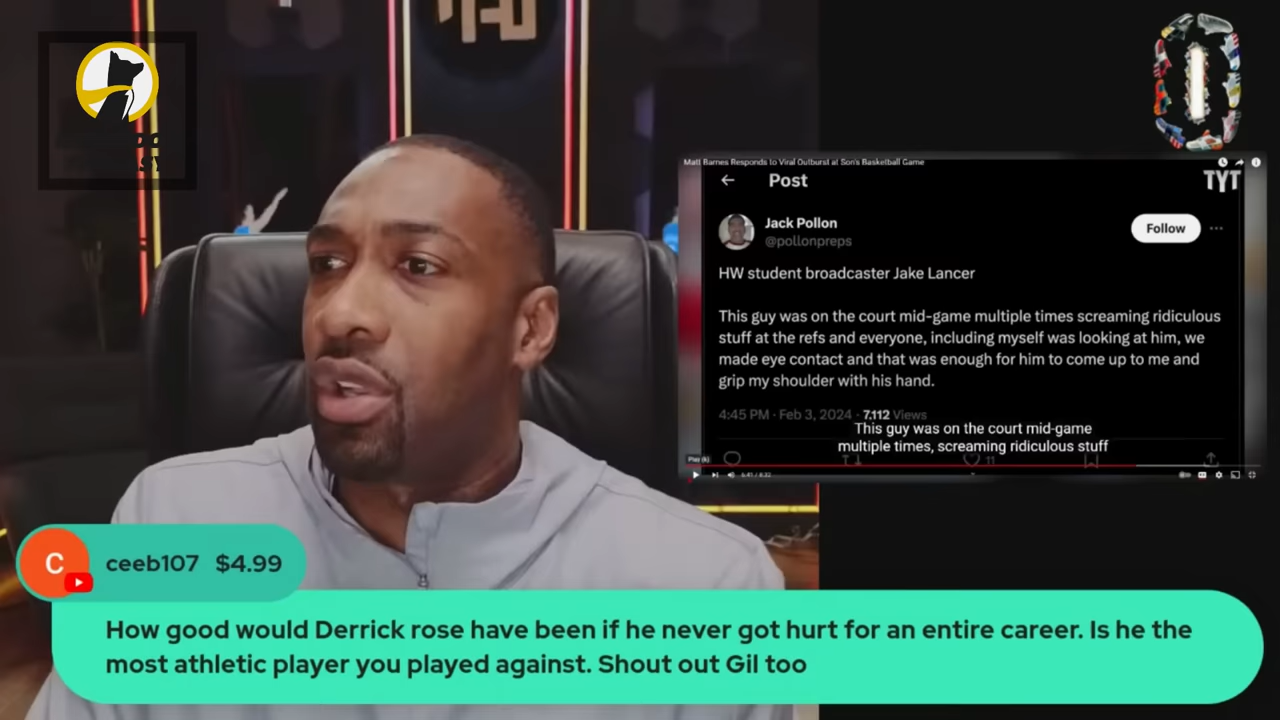 Matt Barnes Responds to Viral Outburst at Son's Basketball Game
Post
TYT
Jack Pollon
@pollonpreps
Follow
HW student broadcaster Jake Lancer
This guy was on the court mid-game multiple times screaming ridiculous
stuff at the refs and everyone, including myself was looking at him, we
made eye contact and that was enough for him to come up to me and
grip my shoulder with his hand.
4:45 PM · Feb 3, 2024 · 7,112 Views
This guy was on the court mid-game
multiple times, screaming ridiculous stuff
11
Play (k)
C
ceeb107 $4.99
How good would Derrick rose have been if he never got hurt for an entire career. Is he the
most athletic player you played against. Shout out Gil too